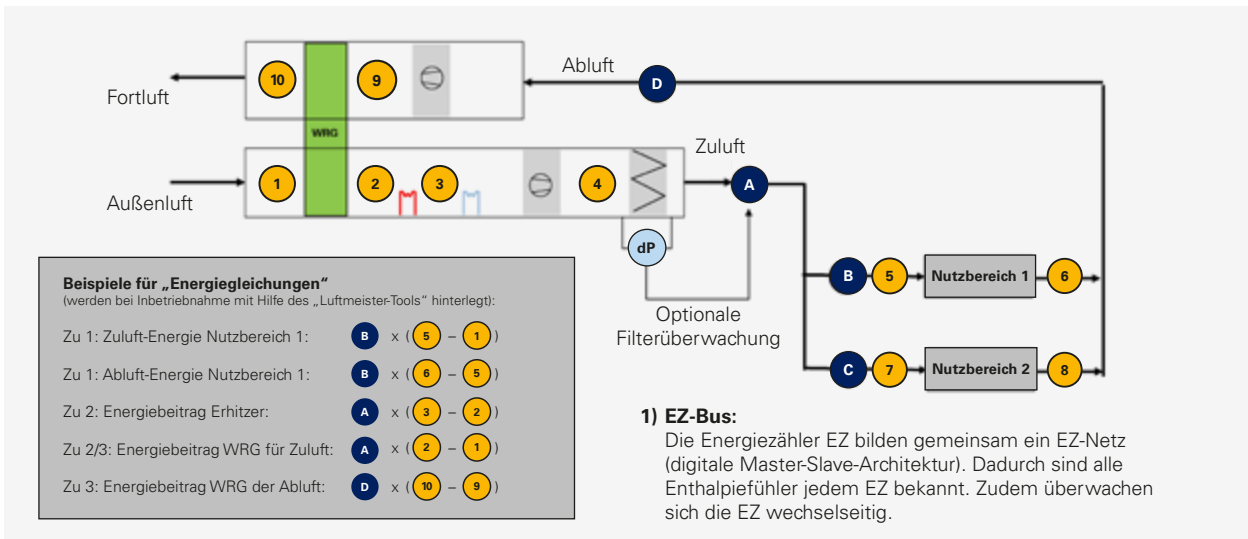 Abluft
10
9
D
Fortluft
WRG
Zuluft
1
2
3
4
A
Außenluft
dP
B
5
Nutzbereich 1
6
Optionale
Filterüberwachung
C
7
Nutzbereich 2
8
Beispiele für „Energiegleichungen“
(werden bei Inbetriebnahme mit Hilfe des „Luftmeister-Tools“ hinterlegt):
Zu 1: Zuluft-Energie Nutzbereich 1: B x ( 5 – 1 )
Zu 1: Abluft-Energie Nutzbereich 1: B x ( 6 – 5 )
Zu 2: Energiebeitrag Erhitzer: A x ( 3 – 2 )
Zu 2/3: Energiebeitrag WRG für Zuluft: A x ( 2 – 1 )
Zu 3: Energiebeitrag WRG der Abluft: D x ( 10 – 9 )
1) EZ-Bus:
Die Energiezähler EZ bilden gemeinsam ein EZ-Netz
(digitale Master-Slave-Architektur). Dadurch sind alle
Enthalpiefühler jedem EZ bekannt. Zudem überwachen
sich die EZ wechselseitig.